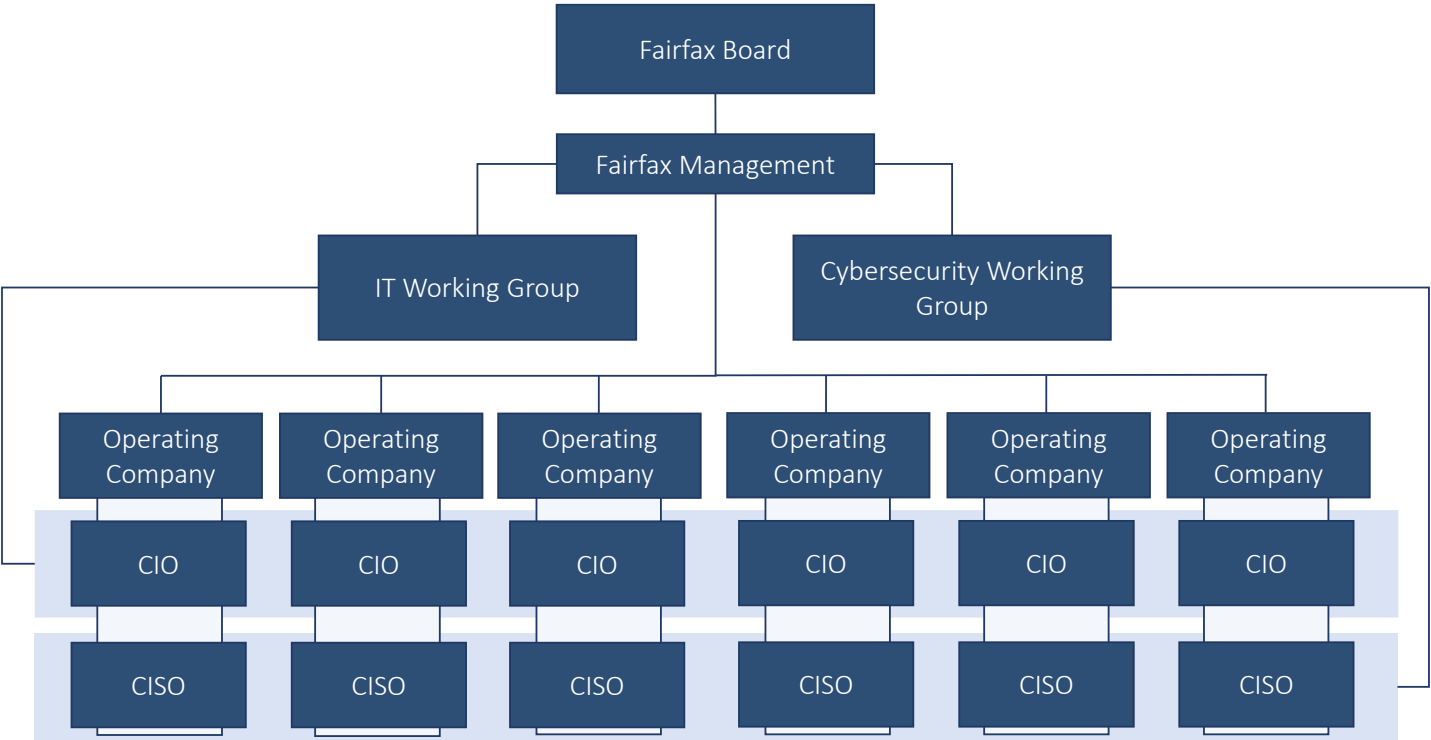 Fairfax Board
Fairfax Management
IT Working Group
Cybersecurity Working
Group
Operating
Company
Operating
Company
Operating
Company
Operating
Company
Operating
Company
Operating
Company
CIO
CIO
CIO
CIO
CIO
CIO
CISO
CISO
CISO
CISO
CISO
CISO